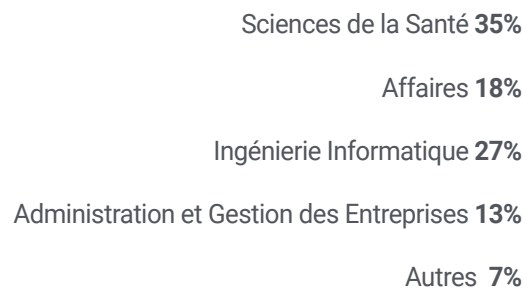 Sciences de la Santé 35%
Affaires 18%
Ingénierie Informatique 27%
Administration et Gestion des Entreprises 13%
Autres 7%